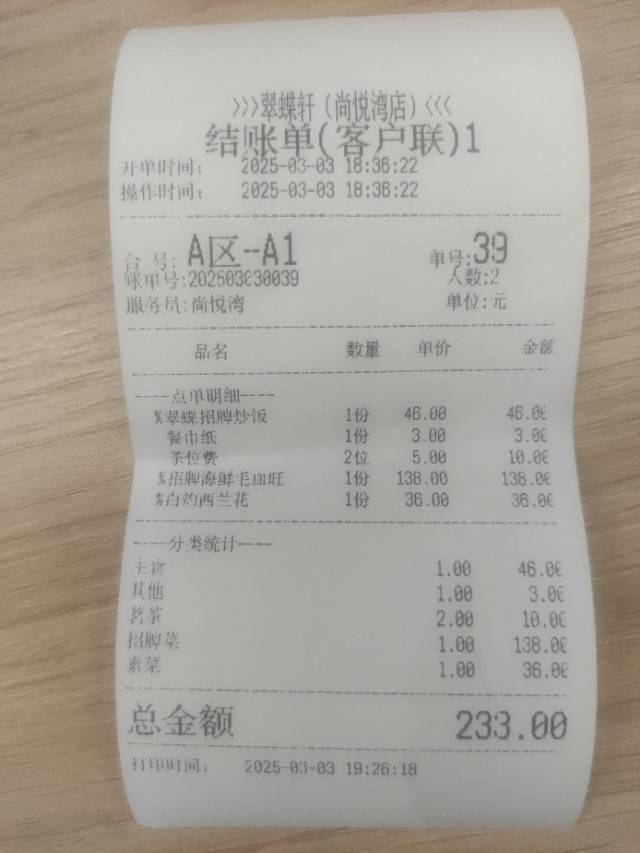 >>>翠蝶轩（尚悦湾店）<<<
结账单(客户联)1
开单时间： 2025-03-03 18:36:22
操作时间： 2025-03-03 18:36:22
台 号: A区-A1 单号:39
账单号:202503030039 人数:2
服务员:尚悦湾 单位:元
品名 数量 单价 金额
----点单明细----
%翠蝶招牌炒饭 1份 46.00 46.00
餐巾纸 1份 3.00 3.00
茶位费 2位 5.00 10.00
%招牌海鲜毛血旺 1份 138.00 138.00
%白灼西兰花 1份 36.00 36.00
----分类统计----
主食 1.00 46.00
其他 1.00 3.00
茗茶 2.00 10.00
招牌菜 1.00 138.00
素菜 1.00 36.00
总金额 233.00
打印时间： 2025-03-03 19:26:18